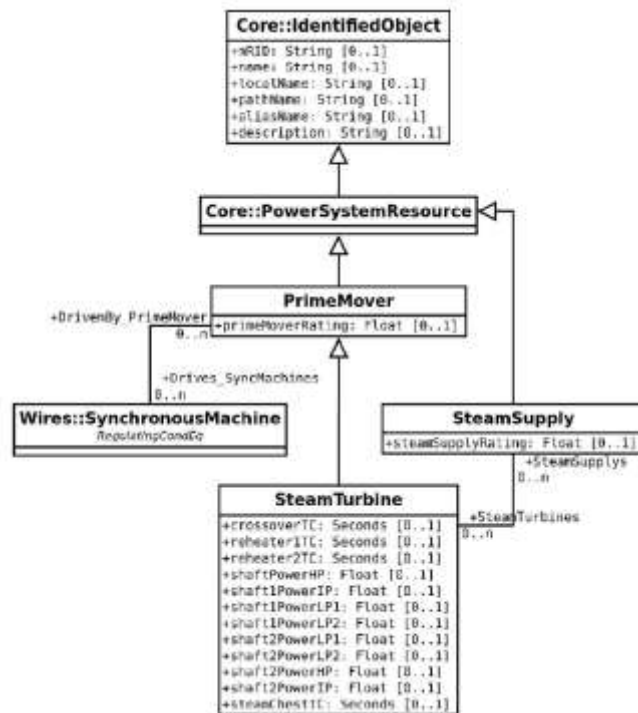 Core::IdentifiedObject
+mRID: String [0..1]
+name: String [0..1]
+localName: String [0..1]
+pathName: String [0..1]
+aliasName: String [0..1]
+description: String [0..1]
Core::PowerSystemResource
PrimeMover
+primeMoverRating: Float [0..1]
+DrivenBy_PrimeMover
0..n
+Drives_SyncMachines
0..n
Wires::SynchronousMachine
RegulatingCondEq
SteamSupply
+steamSupplyRating: Float [0..1]
+SteamSupplys
0..n
SteamTurbine
+SteamTurbines
0..n
+crossoverTC: Seconds [0..1]
+reheater1TC: Seconds [0..1]
+reheater2TC: Seconds [0..1]
+shaftPowerHP: Float [0..1]
+shaft1PowerIP: Float [0..1]
+shaft1PowerLP1: Float [0..1]
+shaft1PowerLP2: Float [0..1]
+shaft2PowerLP1: Float [0..1]
+shaft2PowerLP2: Float [0..1]
+shaft2PowerHP: Float [0..1]
+shaft2PowerIP: Float [0..1]
+steamChestTC: Seconds [0..1]